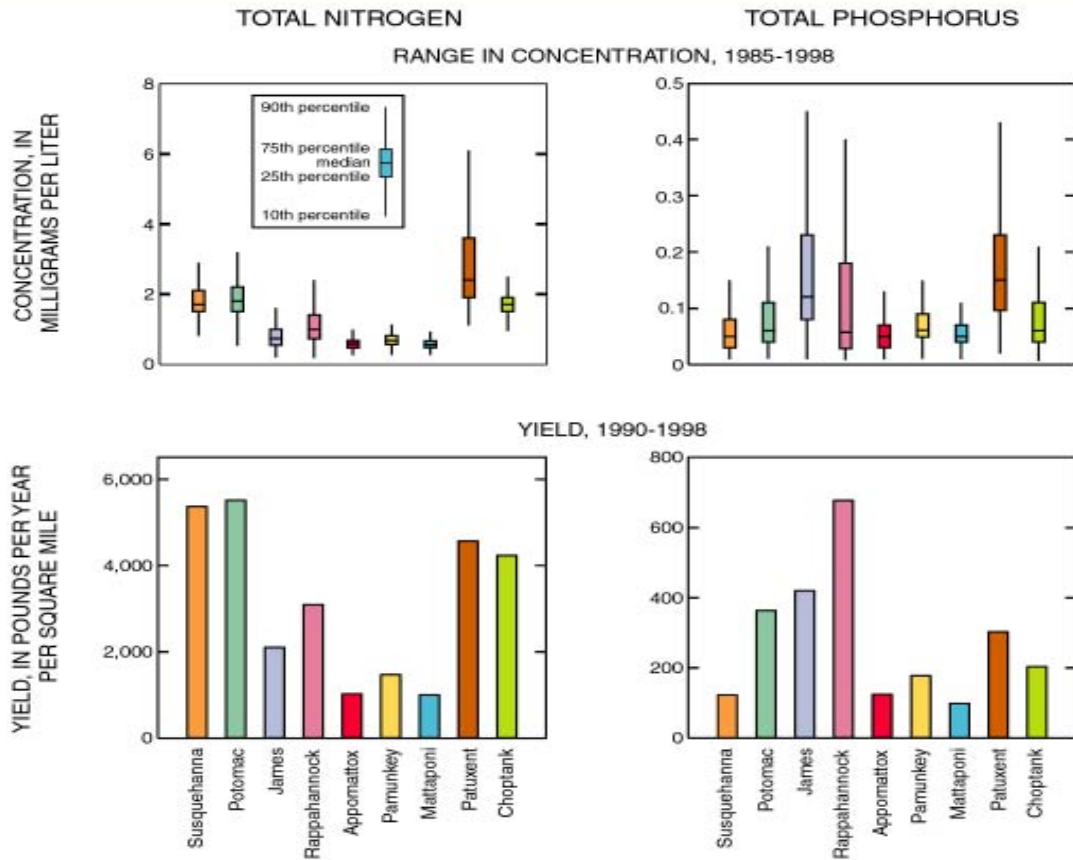 TOTAL NITROGEN
TOTAL PHOSPHORUS
RANGE IN CONCENTRATION, 1985-1998
CONCENTRATION, IN
MILLIGRAMS PER LITER
8
6
4
2
0
90th percentile
75th percentile
median
25th percentile
10th percentile
0.5
0.4
0.3
0.2
0.1
0
YIELD, 1990-1998
YIELD, IN POUNDS PER YEAR
PER SQUARE MILE
6,000
4,000
2,000
0
Susquehanna
Potomac
James
Rappahannock
Appomattox
Pamunkey
Mattaponi
Patuxent
Choptank
800
600
400
200
0
Susquehanna
Potomac
James
Rappahannock
Appomattox
Pamunkey
Mattaponi
Patuxent
Choptank